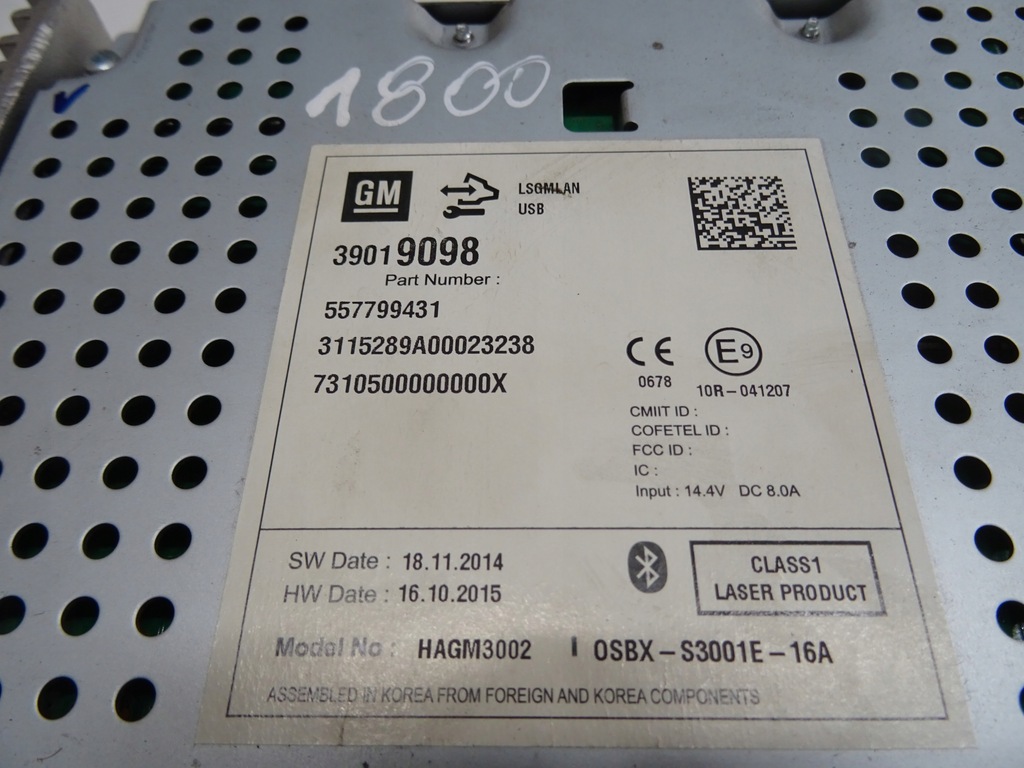 1800
GM
LSGMLAN
USB
39019098
Part Number :
557799431
3115289A00023238
7310500000000X
CE
0678
E9
10R-041207
CMIIT ID :
COFETEL ID :
FCC ID :
IC :
Input : 14.4V DC 8.0A
SW Date : 18.11.2014
HW Date : 16.10.2015
CLASS1
LASER PRODUCT
Model No : HAGM3002 I OSBX-S3001E-16A
ASSEMBLED IN KOREA FROM FOREIGN AND KOREA COMPONENTS